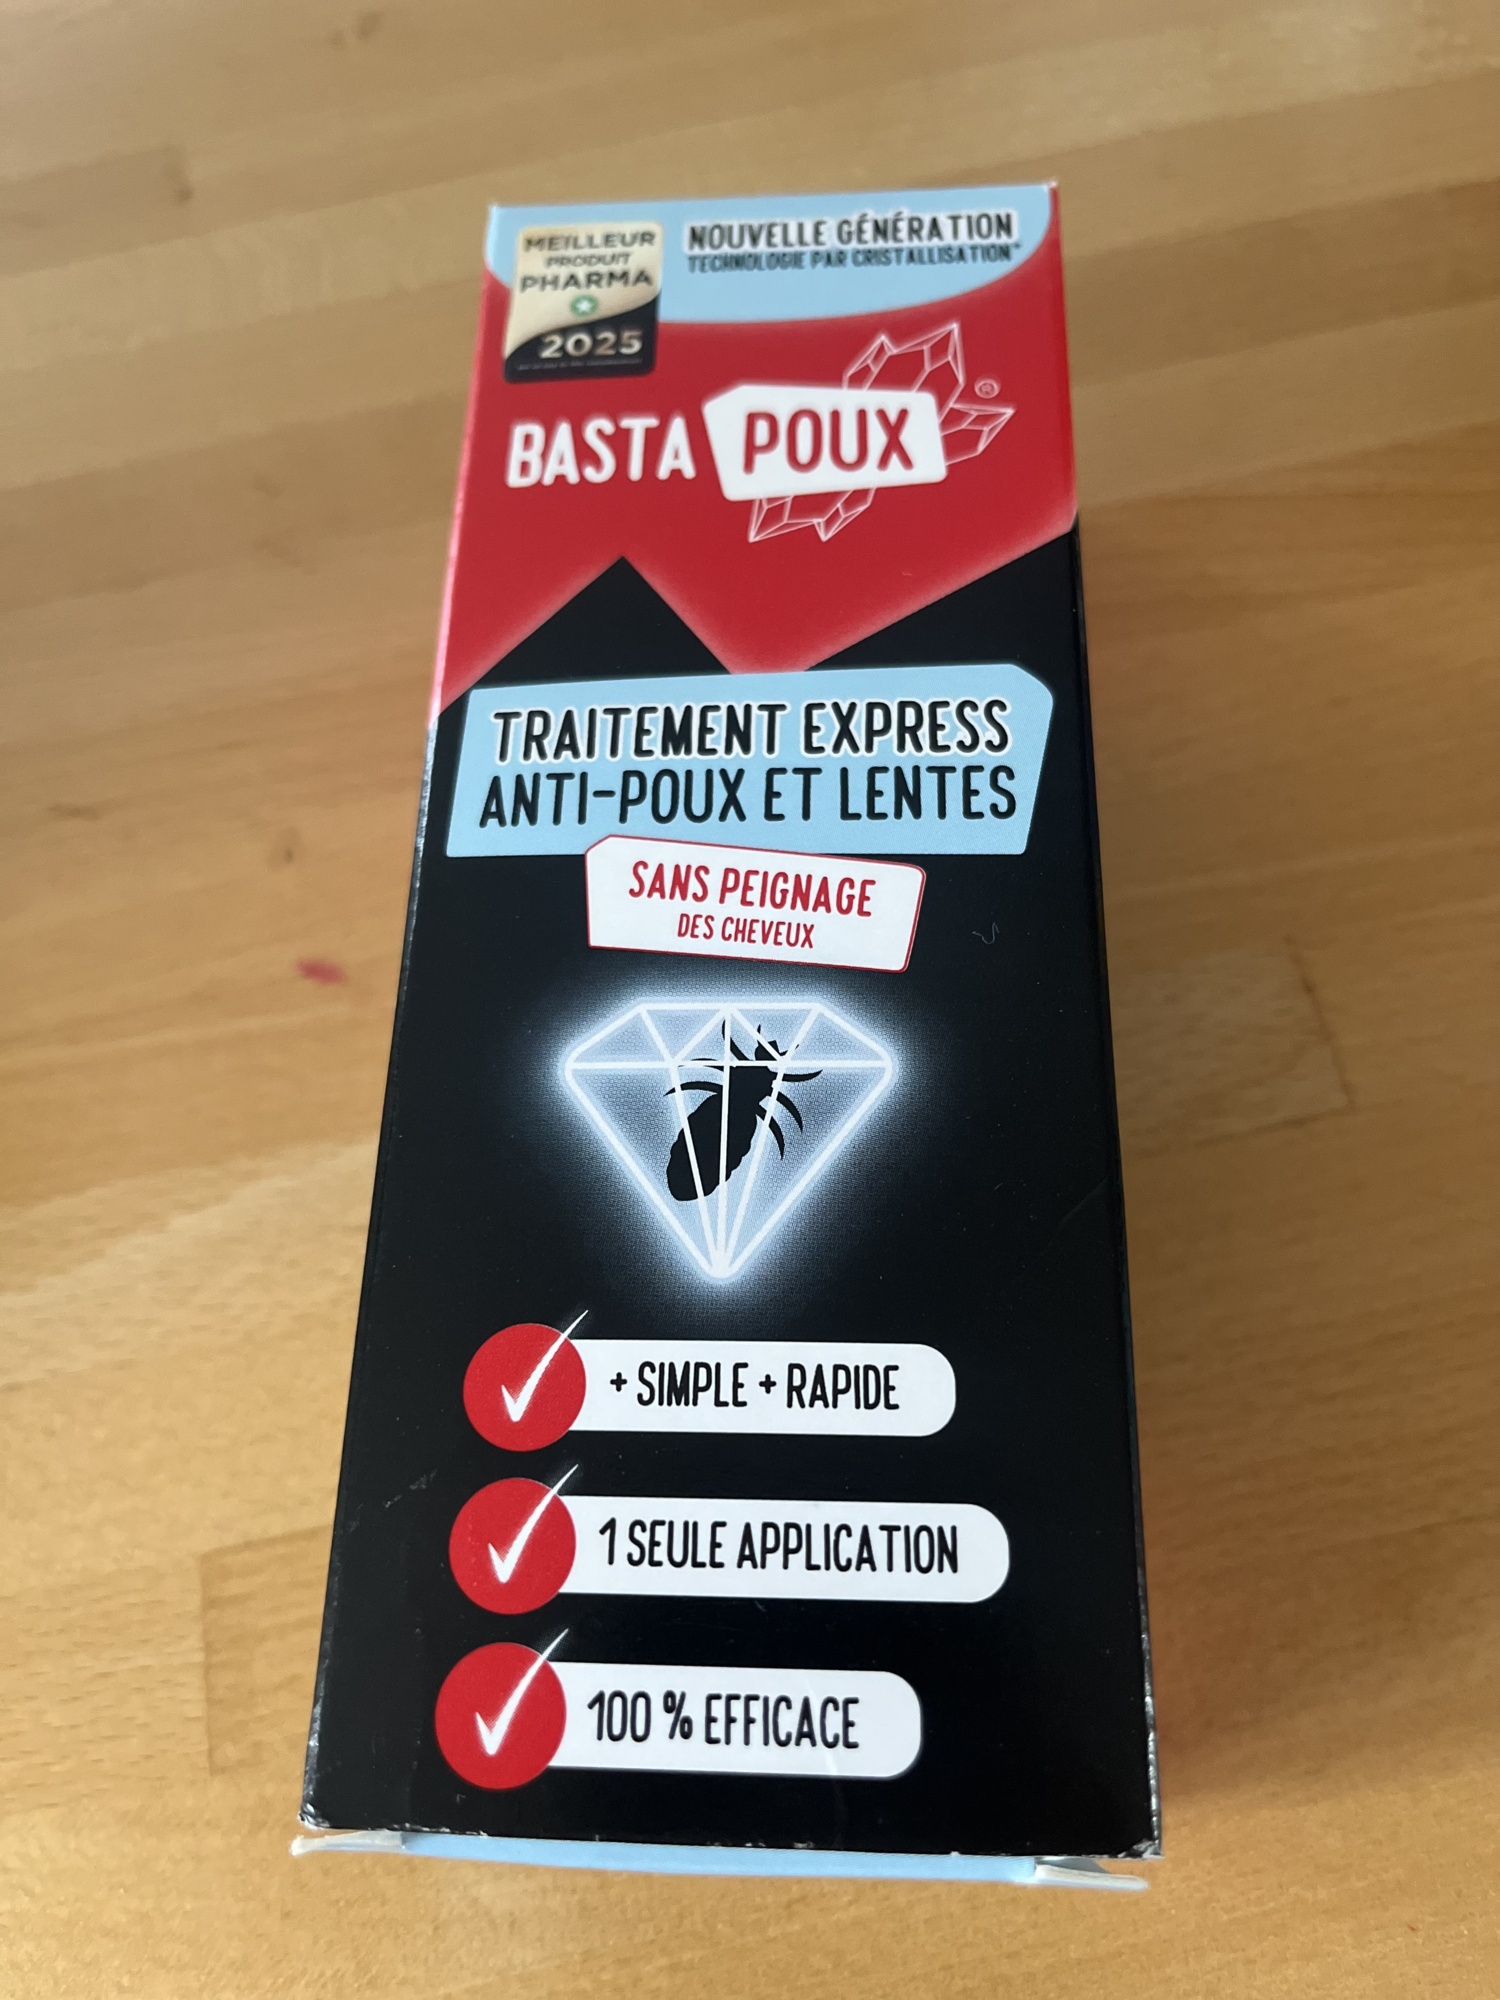 MEILLEUR
PRODUIT
PHARMA
2025
NOUVELLE GÉNÉRATION
TECHNOLOGIE PAR CRISTALLISATION*
BASTA POUX ®
TRAITEMENT EXPRESS
ANTI-POUX ET LENTES
SANS PEIGNAGE
DES CHEVEUX
+ SIMPLE + RAPIDE
1 SEULE APPLICATION
100 % EFFICACE